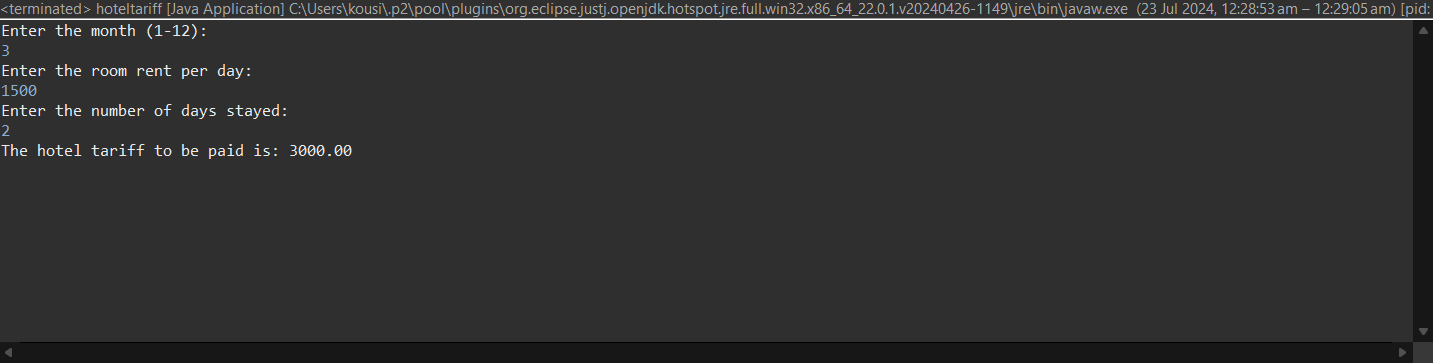 <terminated> hoteltariff [Java Application] C:\Users\kousi\.p2\pool\plugins\org.eclipse.justj.openjdk.hotspot.jre.full.win32.x86_64_22.0.1.v20240426-1149\jre\bin\javaw.exe (23 Jul 2024, 12:28:53 am – 12:29:05 am) [pid:
Enter the month (1-12):
3
Enter the room rent per day:
1500
Enter the number of days stayed:
2
The hotel tariff to be paid is: 3000.00